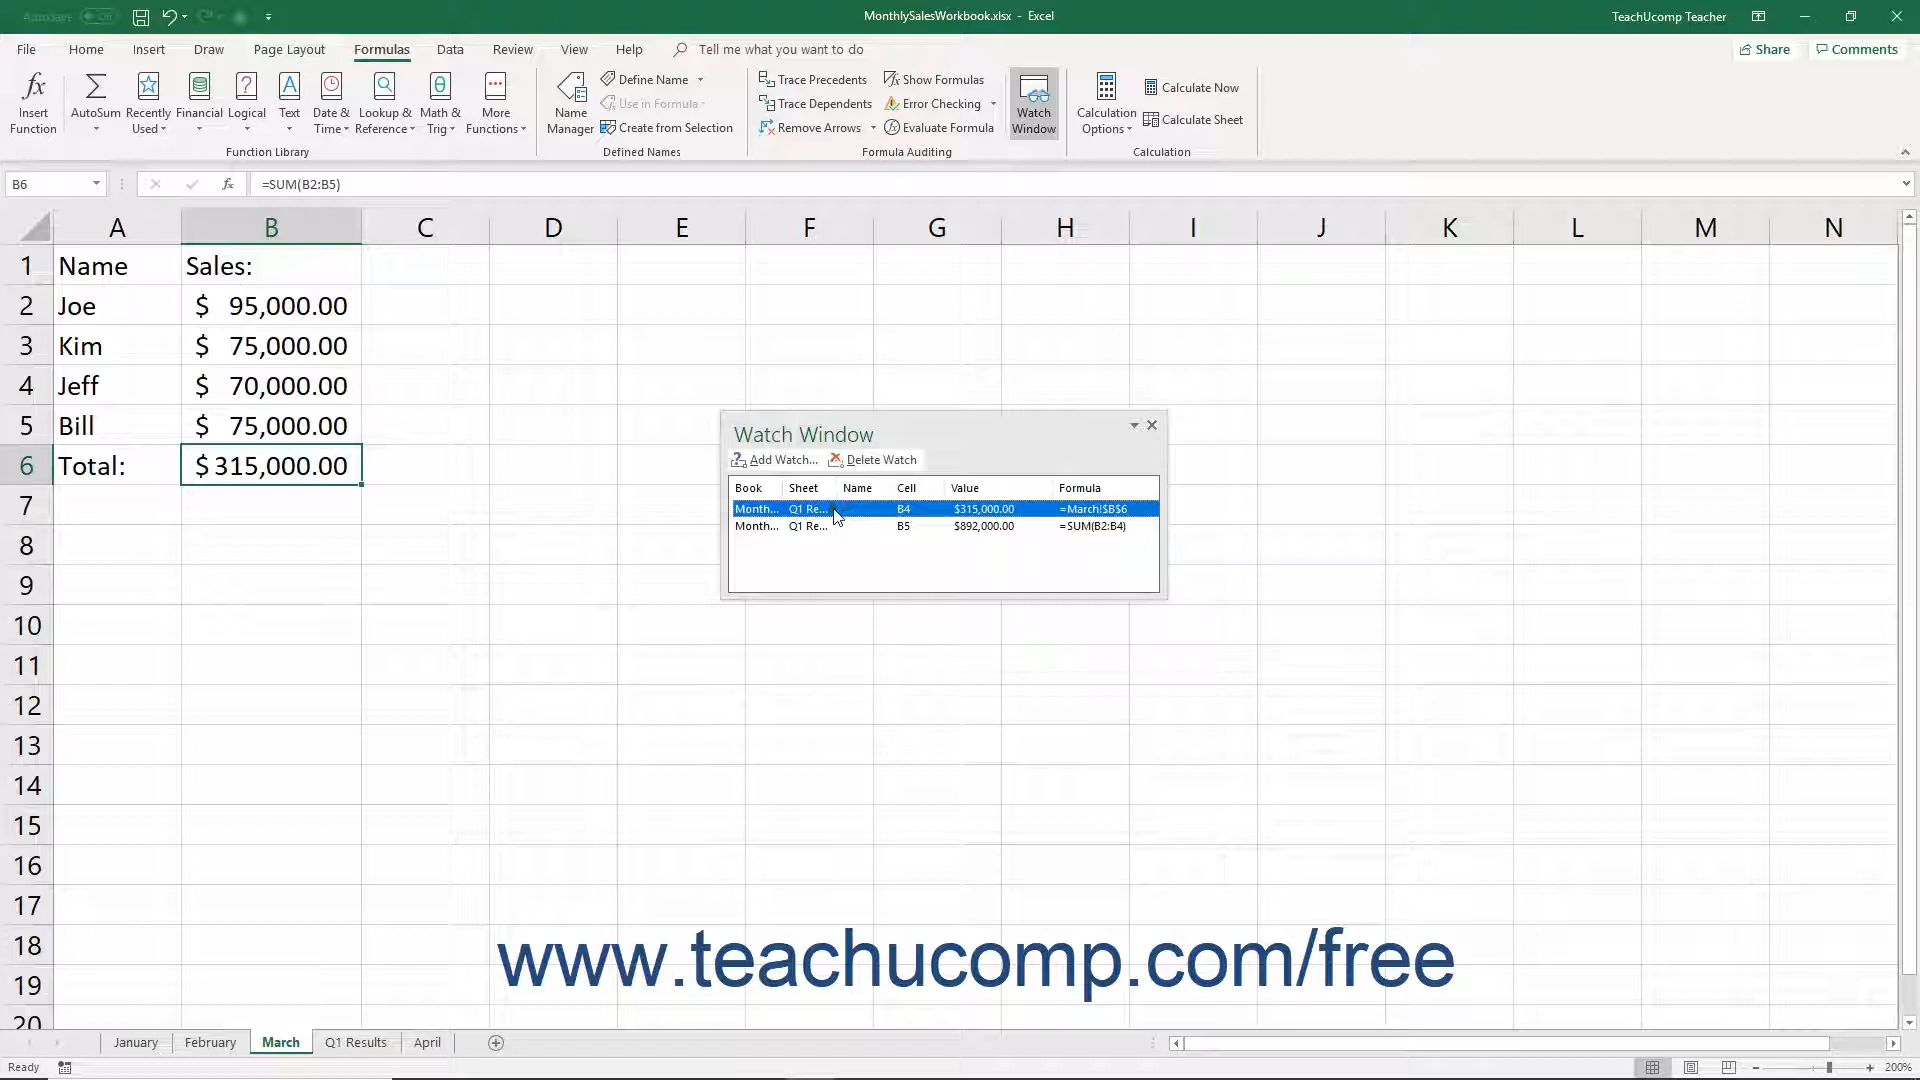 AutoSave Off
MonthlySalesWorkbook.xlsx - Excel
TeachUcomp Teacher
File Home Insert Draw Page Layout Formulas Data Review View Help Tell me what you want to do Share Comments
Insert Function
AutoSum
Recently Used
Financial
Logical
Text
Date & Time
Lookup & Reference
Math & Trig
More Functions
Function Library
Name Manager
Define Name
Use in Formula
Create from Selection
Defined Names
Trace Precedents
Trace Dependents
Remove Arrows
Show Formulas
Error Checking
Evaluate Formula
Formula Auditing
Watch Window
Calculation Options
Calculate Now
Calculate Sheet
Calculation
B6 fx =SUM(B2:B5)
A B C D E F G H I J K L M N
1 Name Sales:
2 Joe $ 95,000.00
3 Kim $ 75,000.00
4 Jeff $ 70,000.00
5 Bill $ 75,000.00
6 Total: $ 315,000.00
7
8
9
10
11
12
13
14
15
16
17
18
19
20
Watch Window
Add Watch... Delete Watch
Book Sheet Name Cell Value Formula
Month... Q1 Re... B4 $315,000.00 =March!$B$6
Month... Q1 Re... B5 $892,000.00 =SUM(B2:B4)
www.teachucomp.com/free
January February March Q1 Results April
Ready 200%